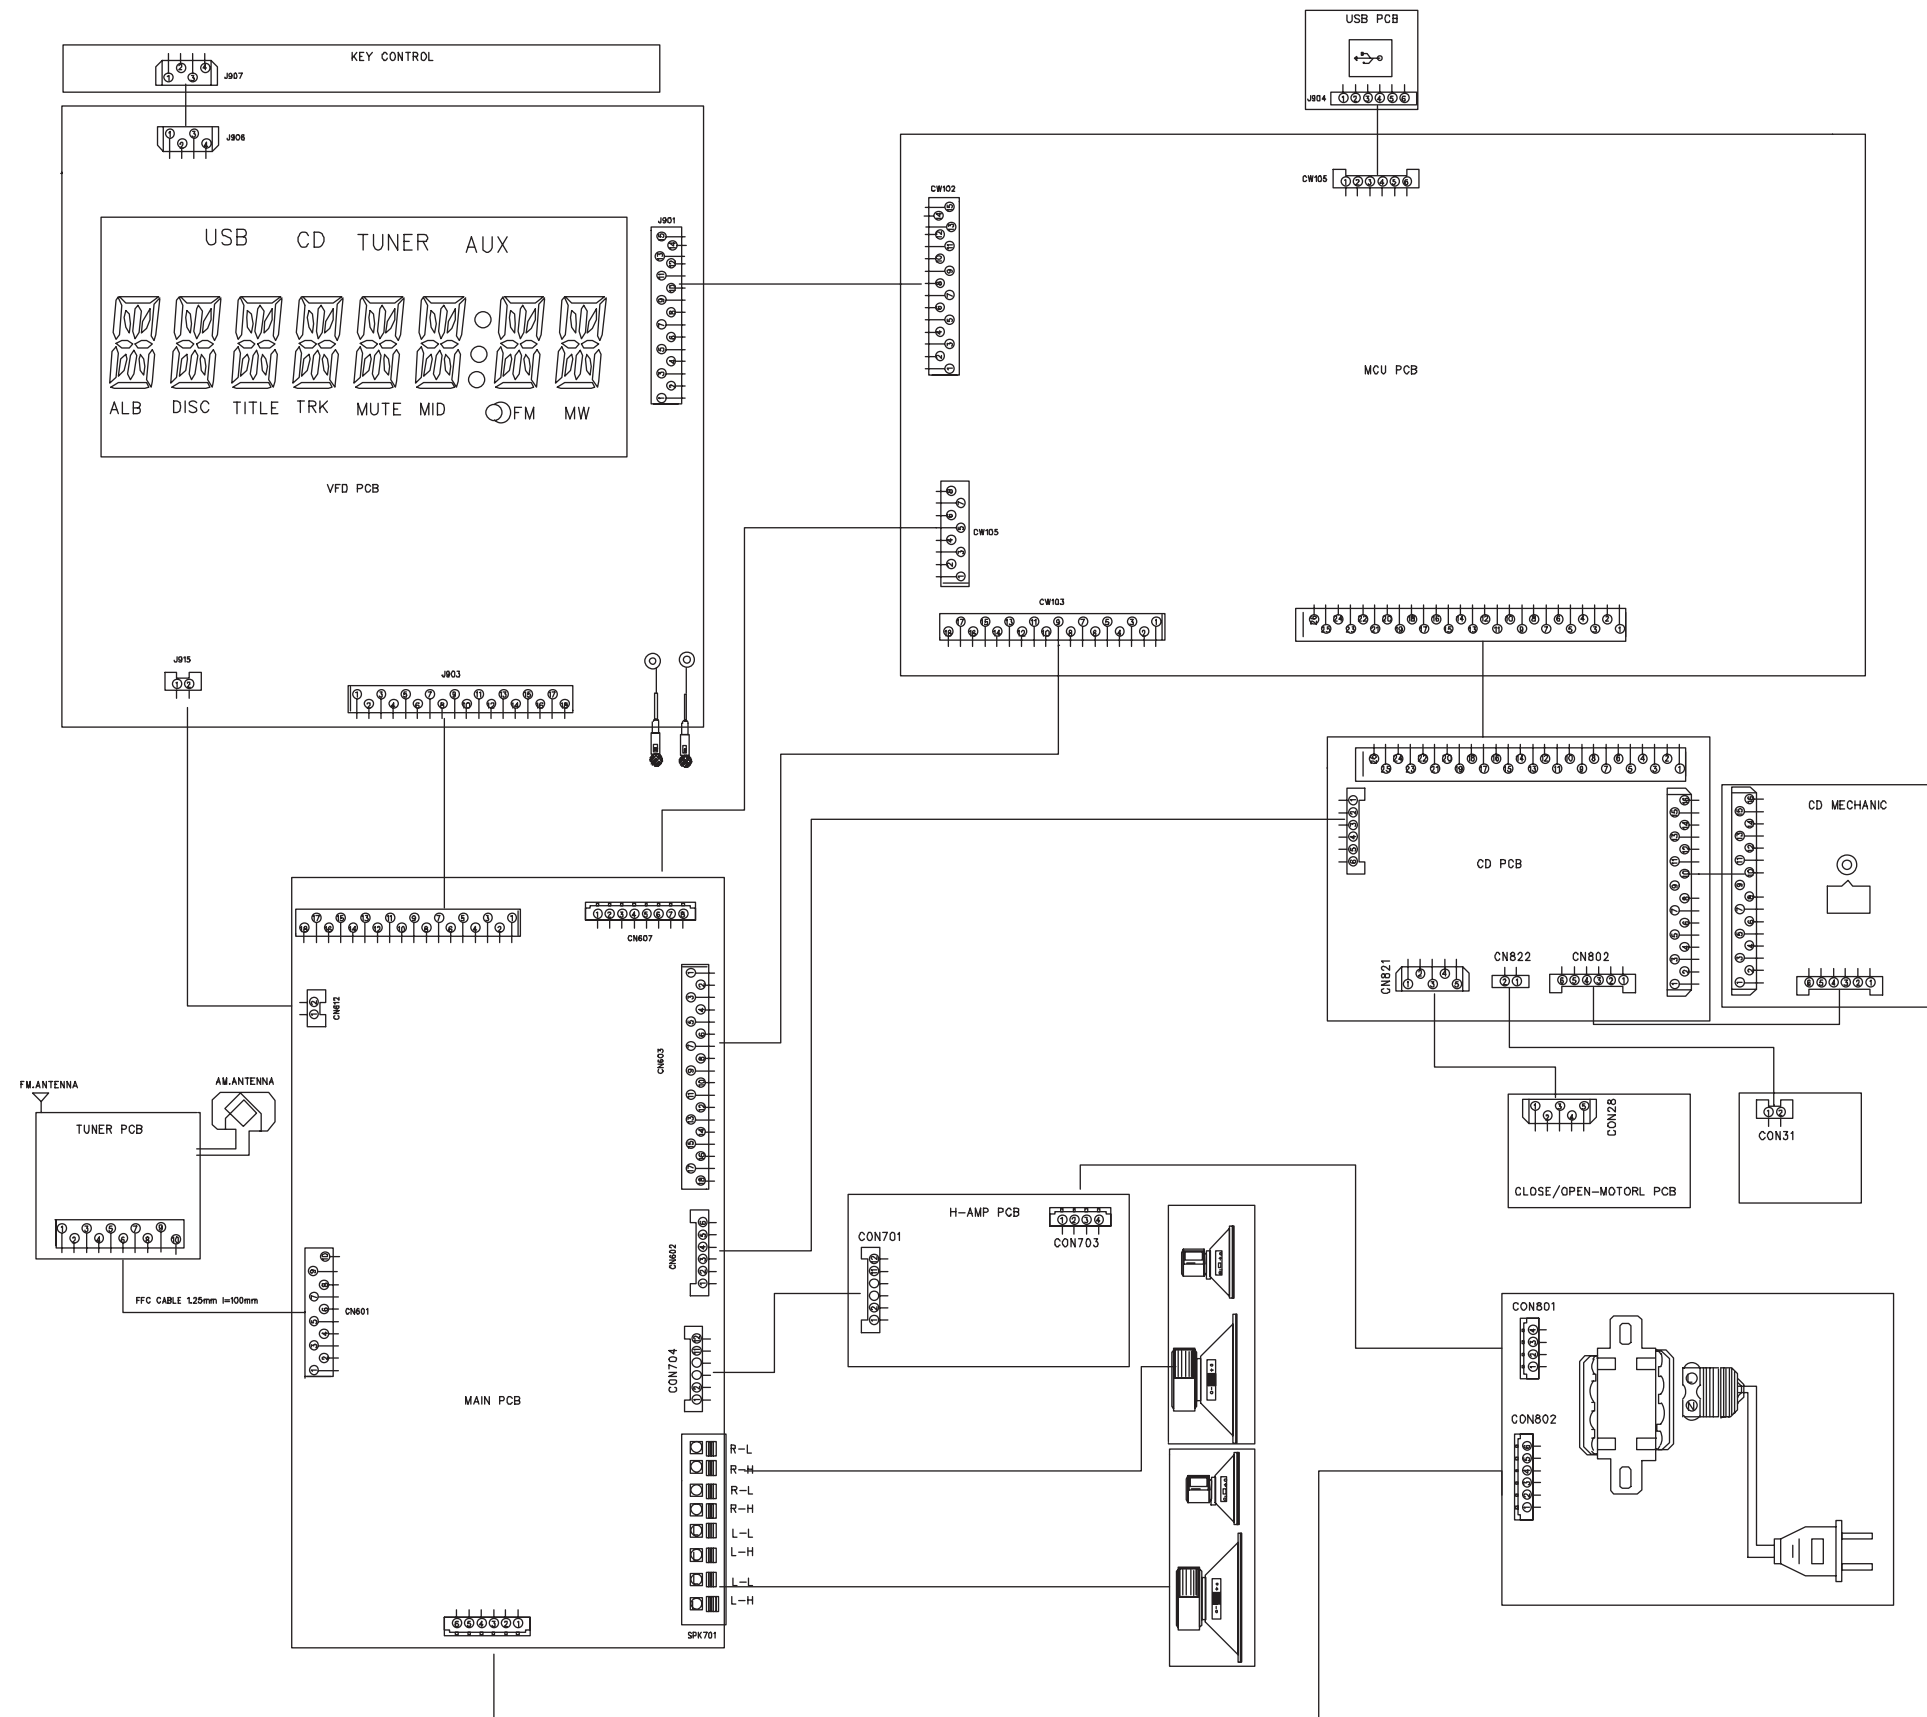 USB PCB
KEY CONTROL
J907
J904
J906
CW105
CW102
J901
USB CD TUNER AUX
ALB DISC TITLE TRK MUTE MID FM MW
MCU PCB
VFD PCB
CW105
CW103
J915
J903
CD MECHANIC
CD PCB
CN607
CN821
CN822
CN802
CN612
CN603
FM.ANTENNA
AM.ANTENNA
TUNER PCB
CON28
CON31
CLOSE/OPEN-MOTORL PCB
H-AMP PCB
CON701
CON703
CN602
FFC CABLE 1.25mm l=100mm
CN601
CON801
CON704
MAIN PCB
CON802
R-L
R-H
R-L
R-H
L-L
L-H
L-L
L-H
SPK701